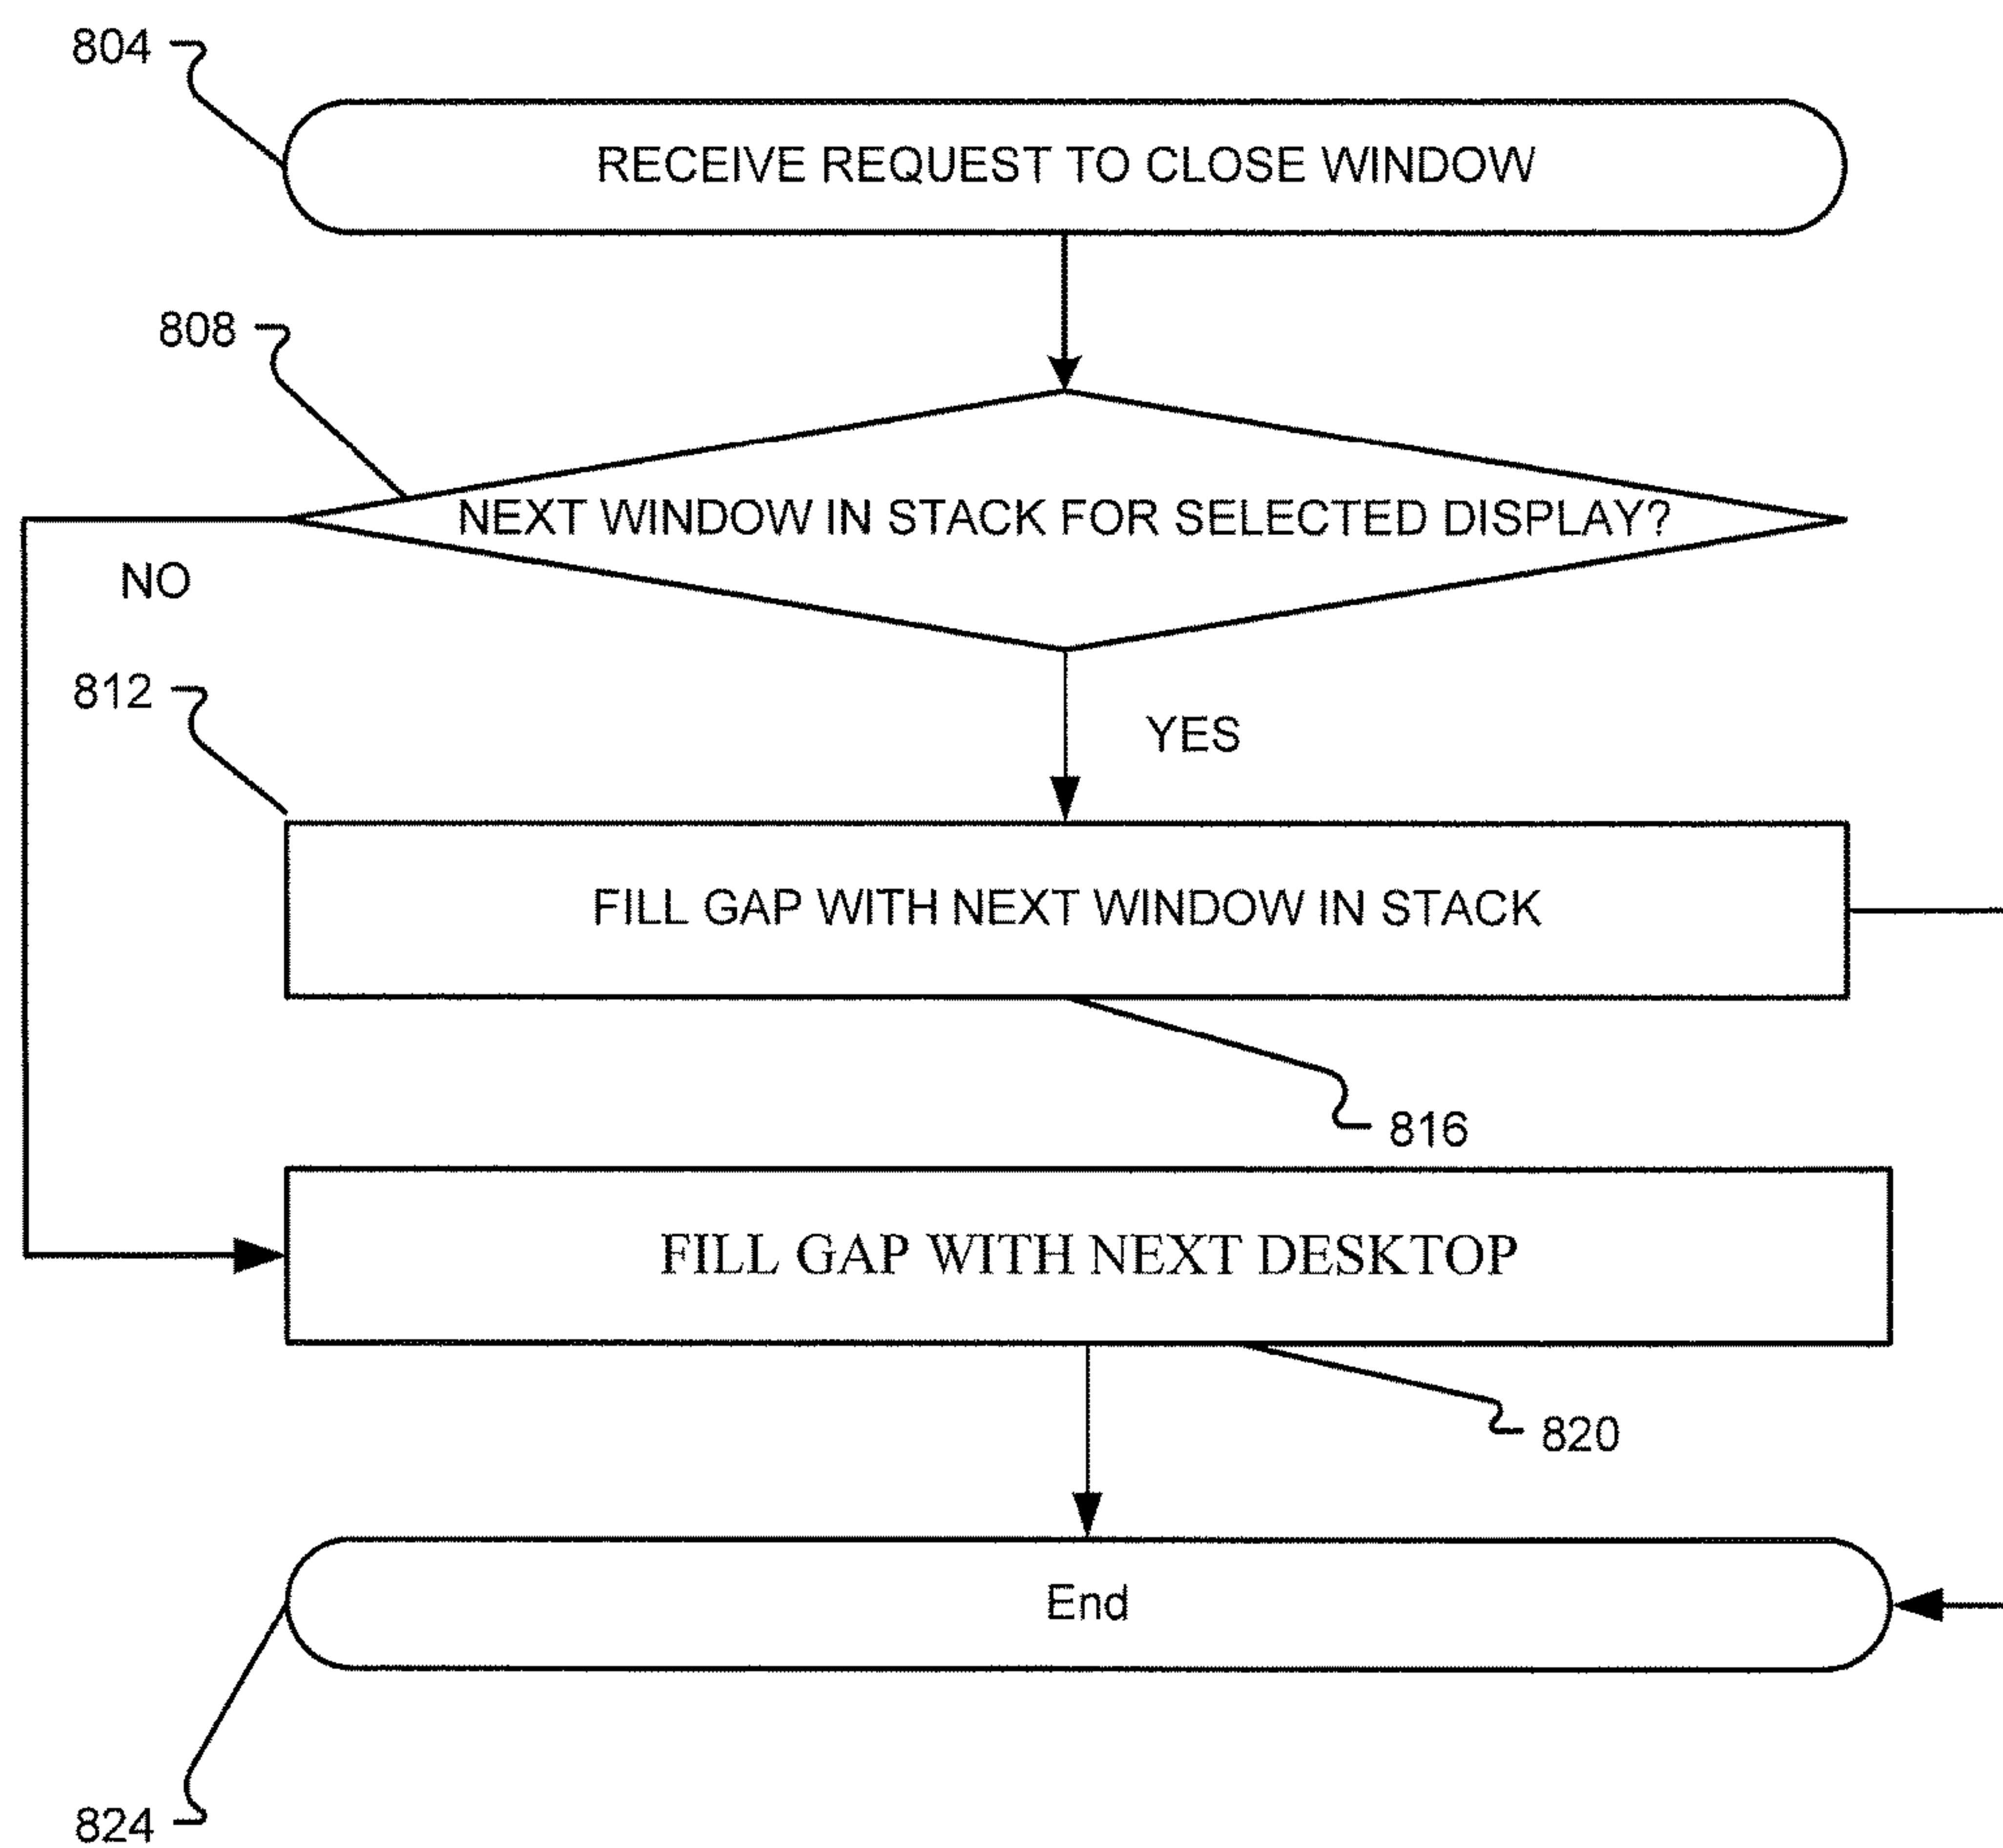 804
RECEIVE REQUEST TO CLOSE WINDOW
808
NEXT WINDOW IN STACK FOR SELECTED DISPLAY?
NO
812
YES
FILL GAP WITH NEXT WINDOW IN STACK
816
FILL GAP WITH NEXT DESKTOP
820
End
824